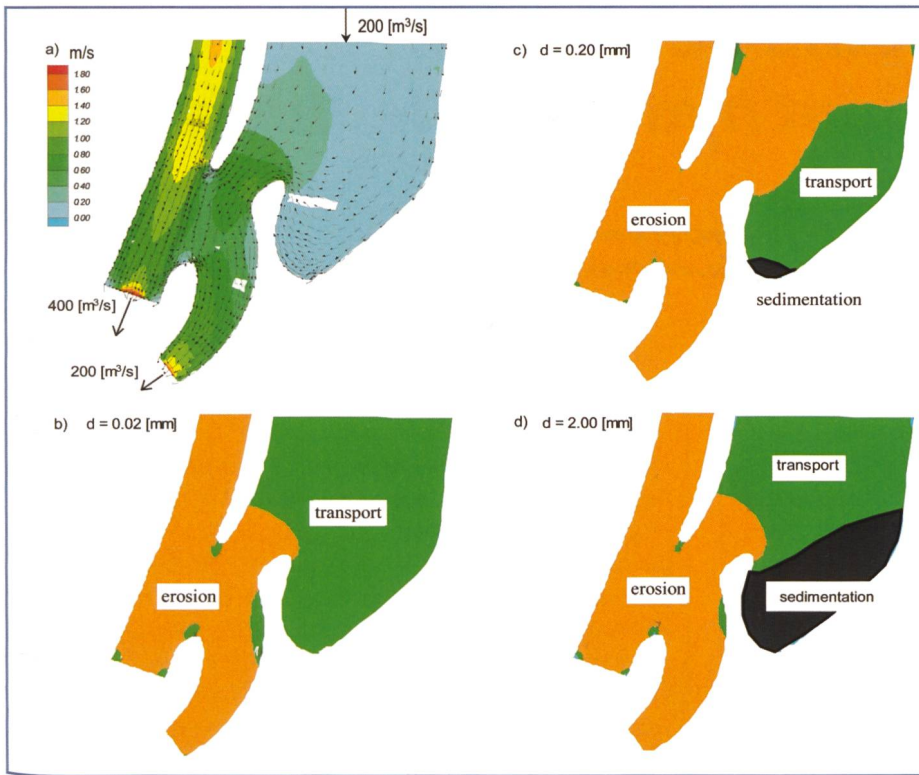 200 [m³/s]
a) m/s
1.80
1.60
1.40
1.20
1.00
0.80
0.60
0.40
0.20
0.00
400 [m³/s]
200 [m³/s]
c) d = 0.20 [mm]
transport
erosion
sedimentation
b) d = 0.02 [mm]
transport
erosion
d) d = 2.00 [mm]
transport
erosion
sedimentation